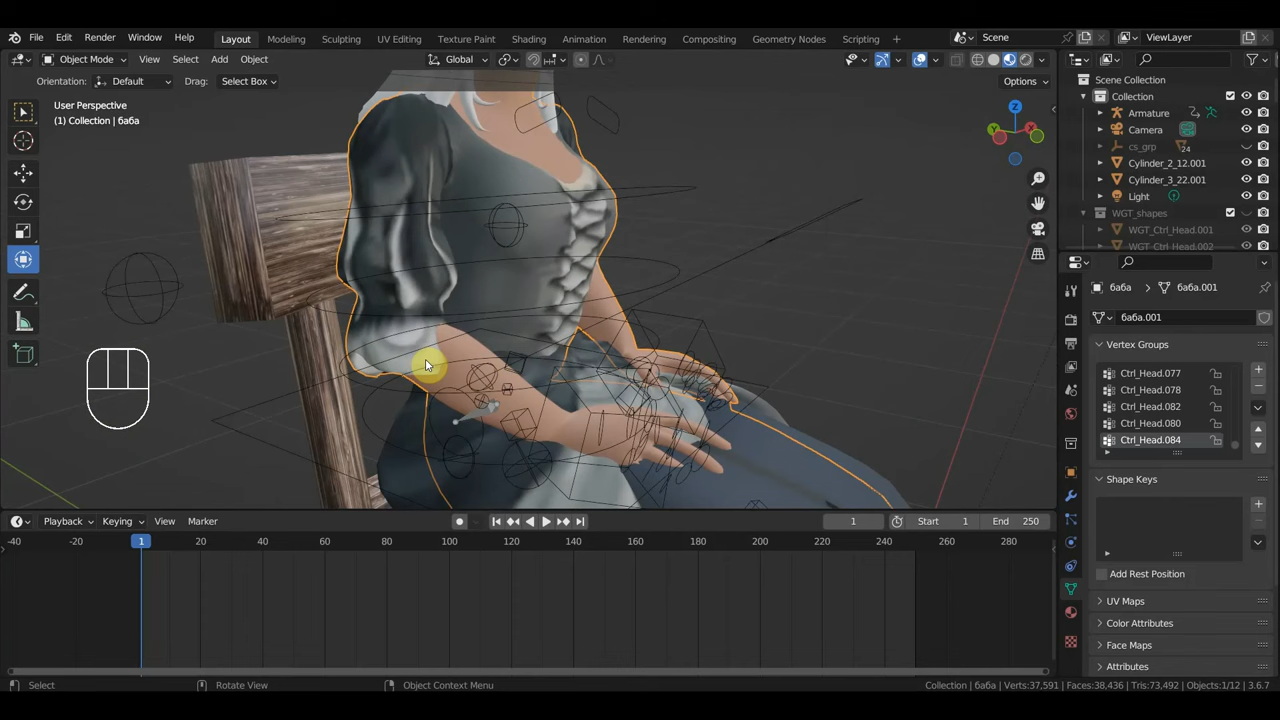 File Edit Render Window Help Layout Modeling Sculpting UV Editing Texture Paint Shading Animation Rendering Compositing Geometry Nodes Scripting + Scene ViewLayer
Object Mode View Select Add Object Global
Orientation: Default Drag: Select Box Options
User Perspective
(1) Collection | баба
Z
Y
X
Scene Collection
Collection
Armature
Camera
cs_grp 24
Cylinder_2_12.001
Cylinder_3_22.001
Light
WGT_shapes
WGT_Ctrl_Head.001
WGT_Ctrl_Head.002
баба баба.001
баба.001
Vertex Groups
Ctrl_Head.077
Ctrl_Head.078
Ctrl_Head.082
Ctrl_Head.080
Ctrl_Head.084
Shape Keys
Add Rest Position
UV Maps
Color Attributes
Face Maps
Attributes
Playback Keying View Marker 1 Start 1 End 250
-40 -20 1 20 40 60 80 100 120 140 160 180 200 220 240 260 280
Select Rotate View Object Context Menu Collection | баба | Verts:37,591 | Faces:38,436 | Tris:73,492 | Objects:1/12 | 3.6.7